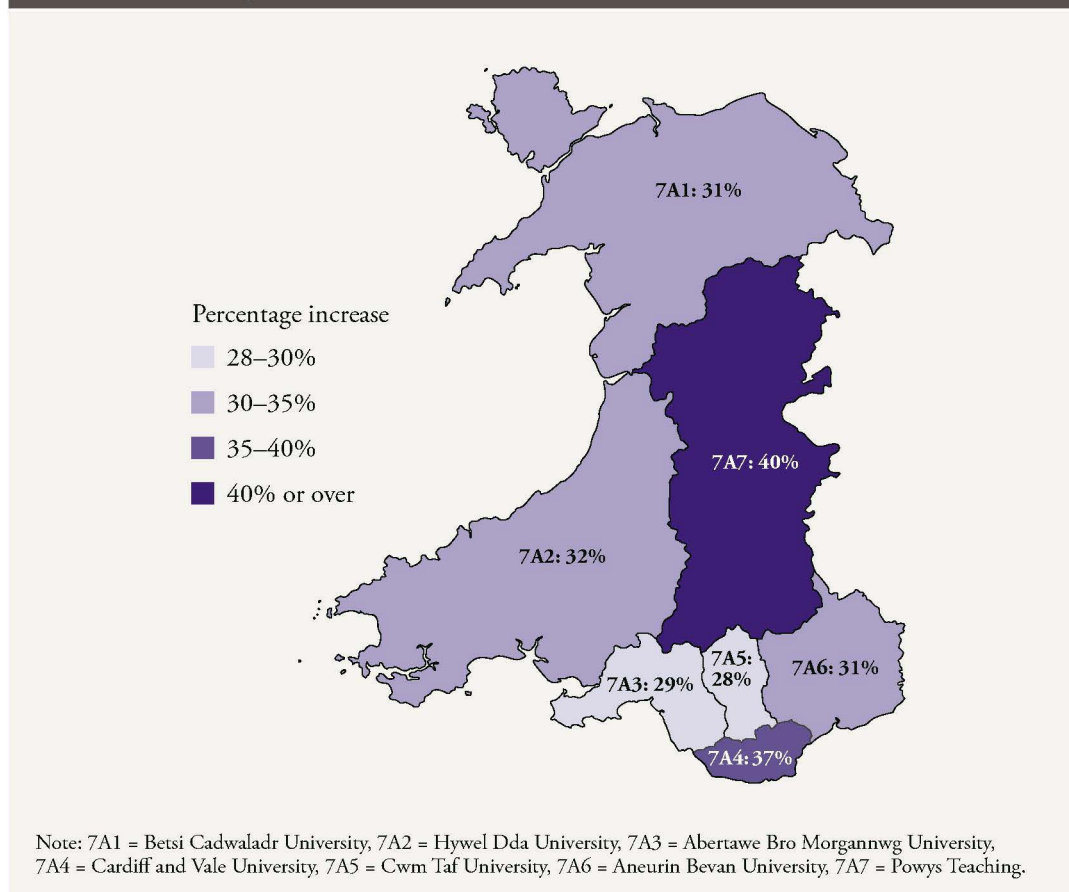 7A1: 31%
Percentage increase
28–30%
30–35%
35–40%
40% or over
7A7: 40%
7A2: 32%
7A5:
28%
7A6: 31%
7A3: 29%
7A4: 37%
Note: 7A1 = Betsi Cadwaladr University, 7A2 = Hywel Dda University, 7A3 = Abertawe Bro Morgannwg University,
7A4 = Cardiff and Vale University, 7A5 = Cwm Taf University, 7A6 = Aneurin Bevan University, 7A7 = Powys Teaching.